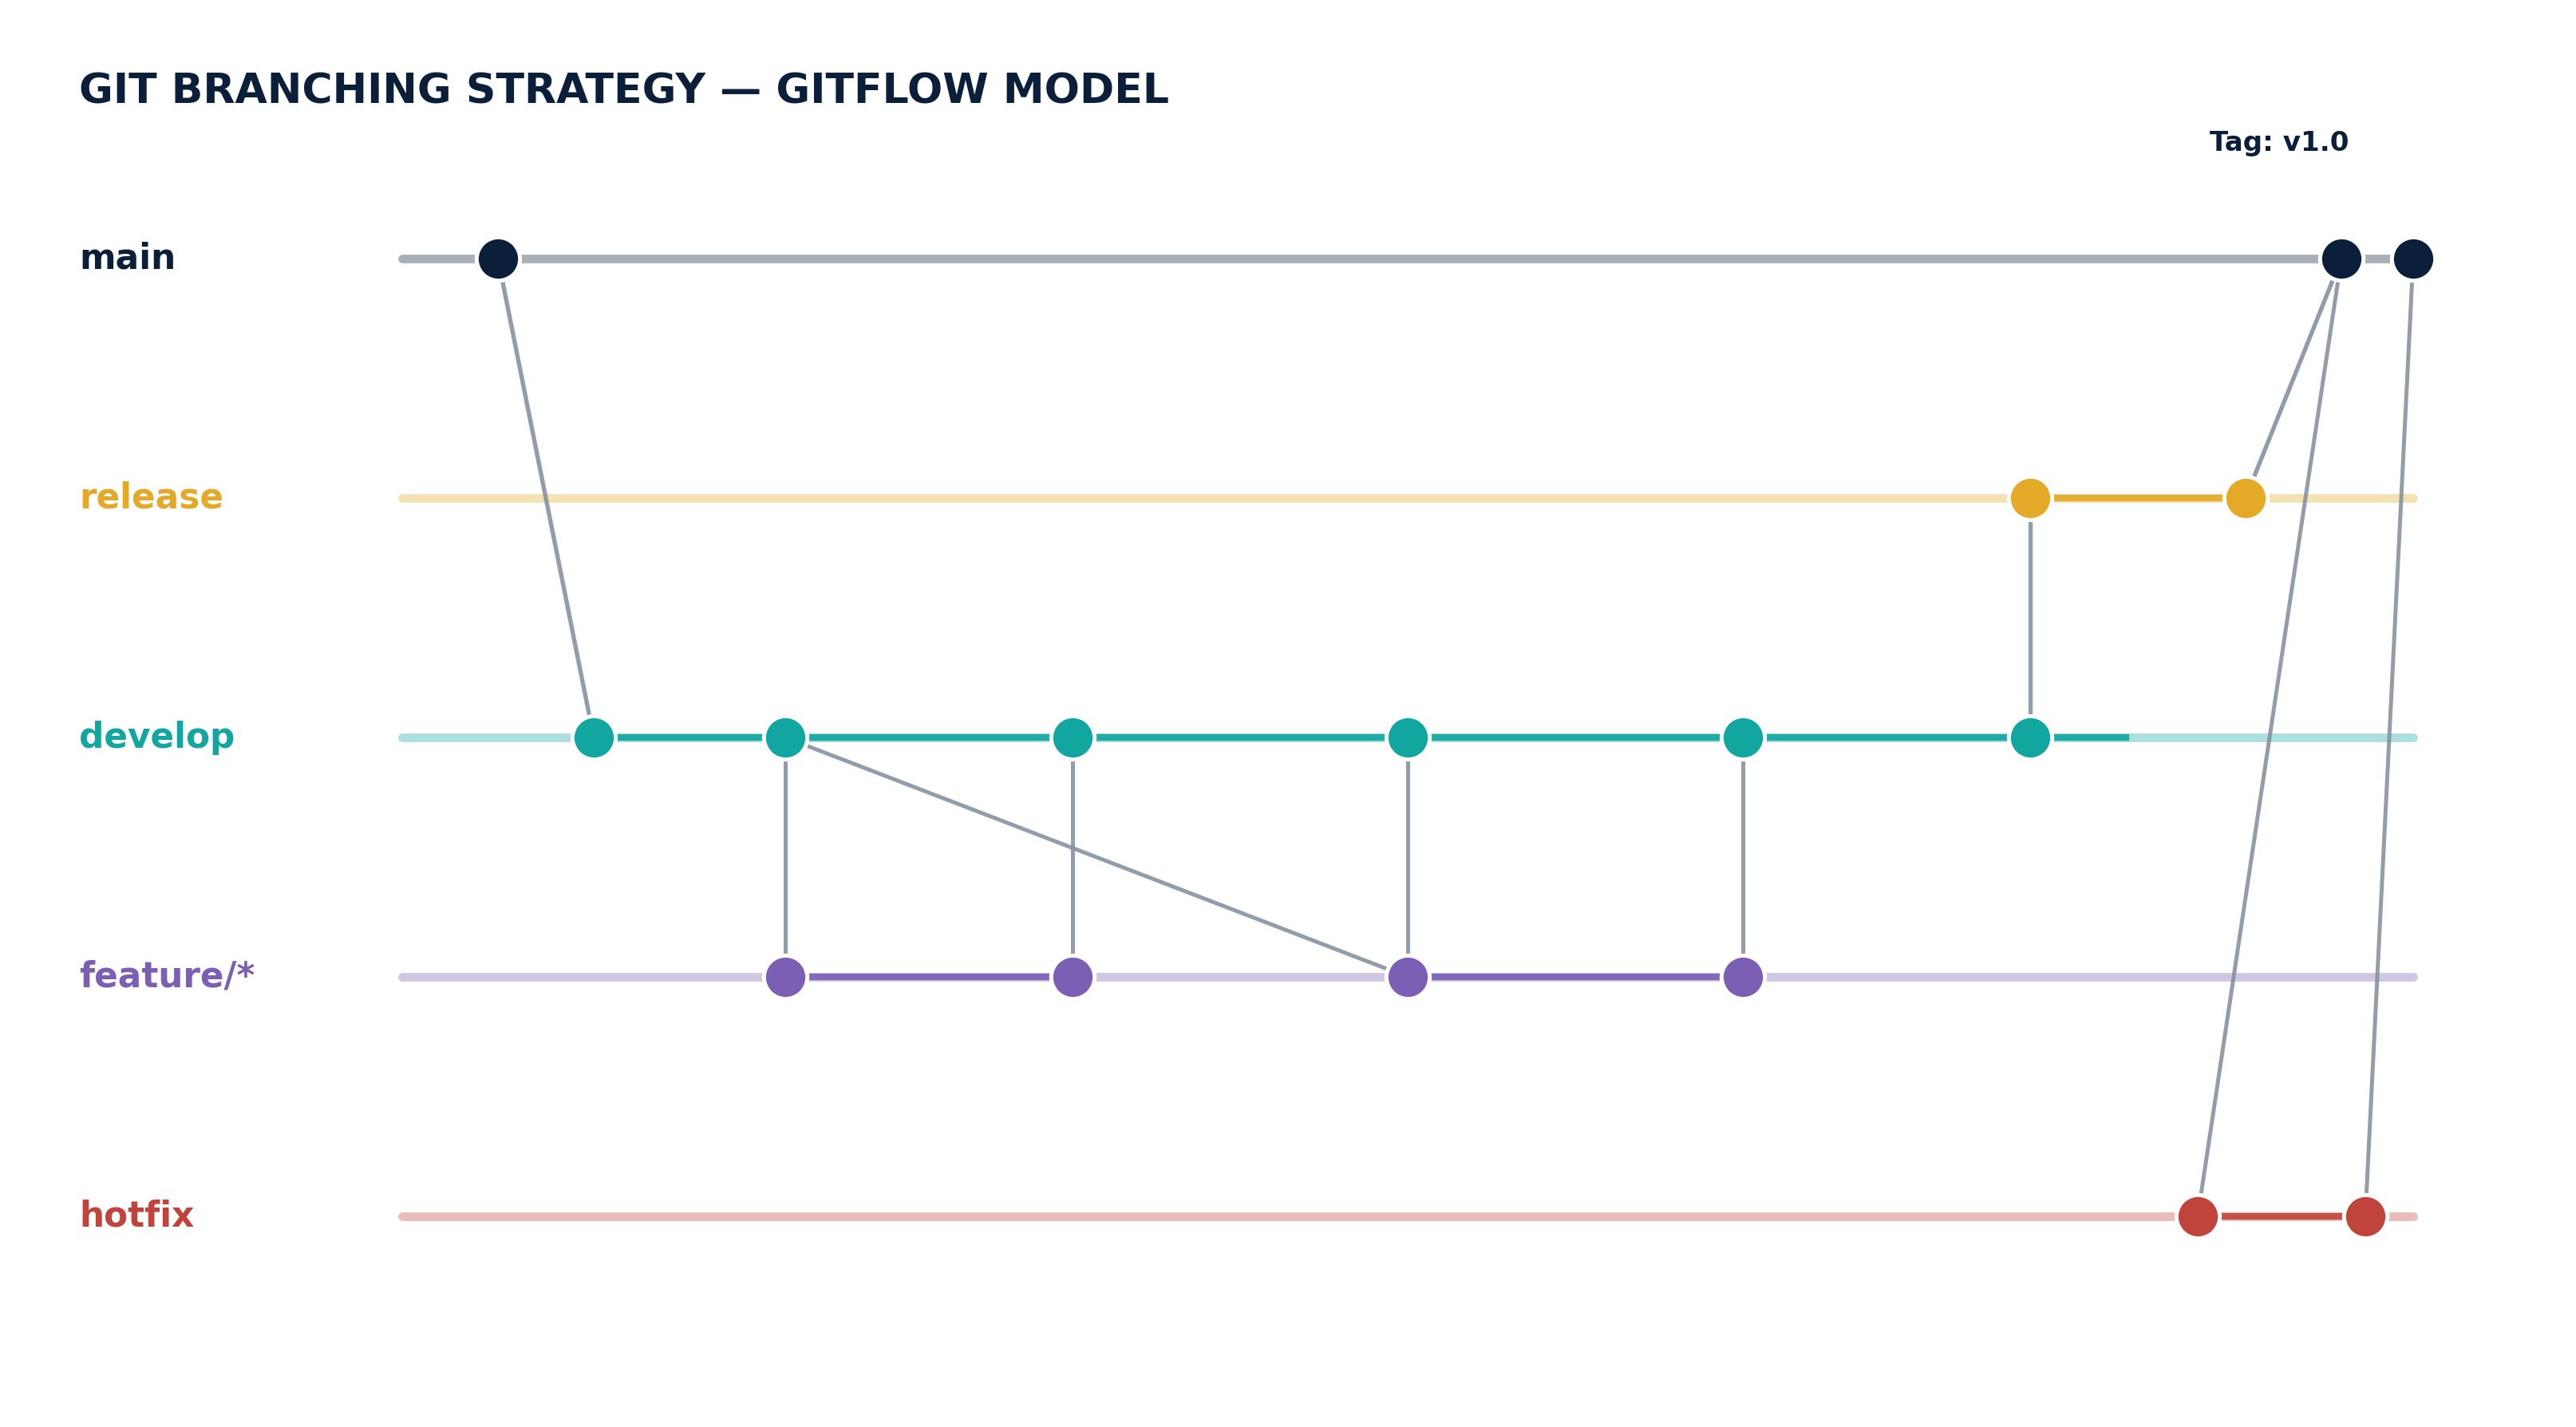 GIT BRANCHING STRATEGY — GITFLOW MODEL
Tag: v1.0
main
release
develop
feature/*
hotfix